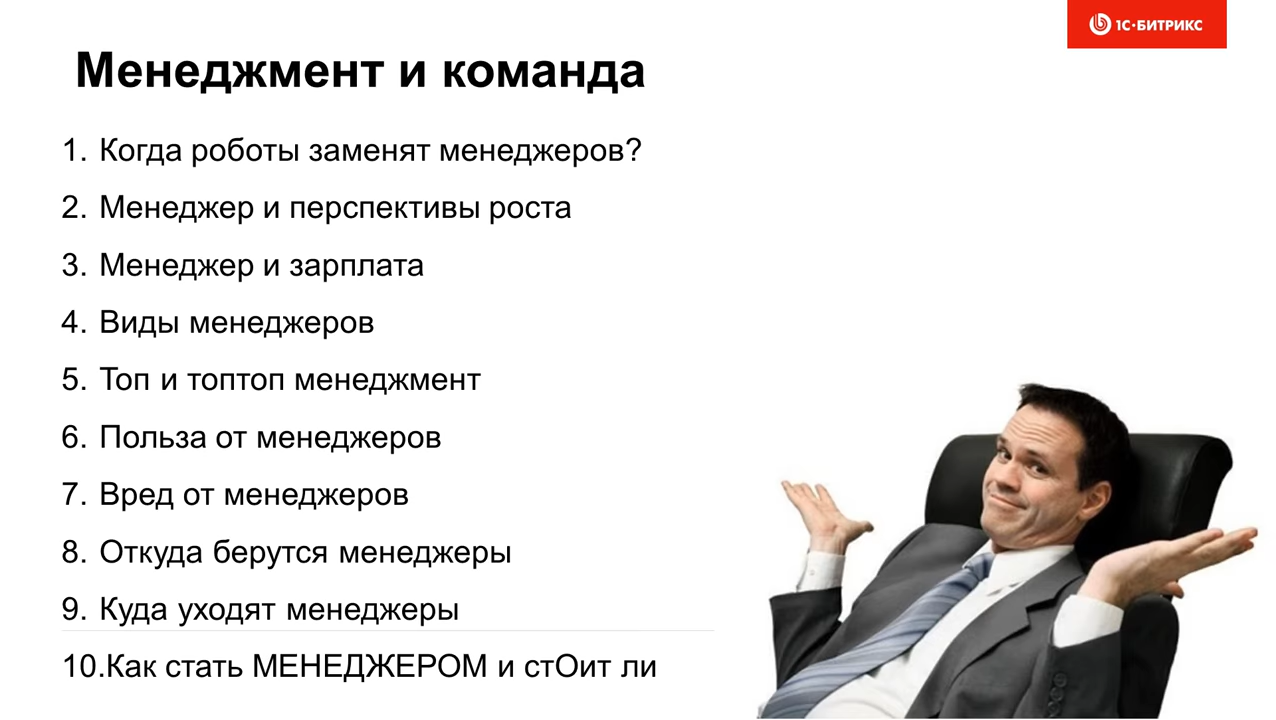 1С·БИТРИКС
Менеджмент и команда
1. Когда роботы заменят менеджеров?
2. Менеджер и перспективы роста
3. Менеджер и зарплата
4. Виды менеджеров
5. Топ и топтоп менеджмент
6. Польза от менеджеров
7. Вред от менеджеров
8. Откуда берутся менеджеры
9. Куда уходят менеджеры
10.Как стать МЕНЕДЖЕРОМ и стОит ли